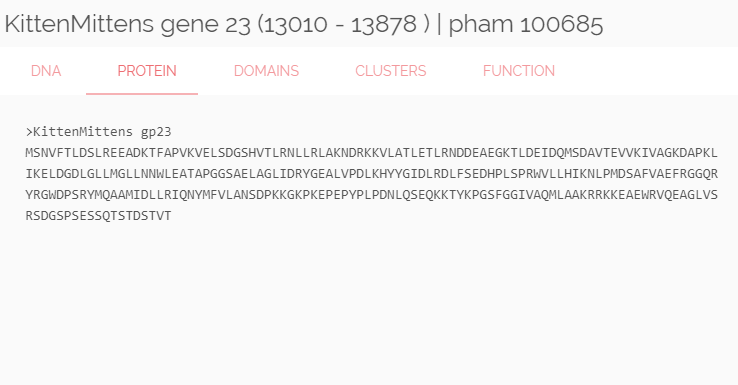 KittenMittens gene 23 (13010 - 13878 ) | pham 100685
DNA PROTEIN DOMAINS CLUSTERS FUNCTION
>KittenMittens gp23
MSNVFTLDSLREEADKTFAPVKVELSDGSHVTLRNLLRLAKNDRKKVLATLETLRNDDEAEGKTLDEIDQMSDAVTEVVKIVAGKDAPKL
IKELDGDLGLLMGLLNNWLEATAPGGSAELAGLIDRYGEALVPDLKHYYGIDLRDLFSEDHPLSPRWVLLHIKNLPMDSAFVAEFRGGQR
YRGWDPSRYMQAAMIDLLRIQNYMFVLANSDPKKGKPKEPEPYPLPDNLQSEQKKTYKPGSFGGIVAQMLAAKRRKKEAEWRVQEAGLVS
RSDGSPSESSQTSTDSTVT